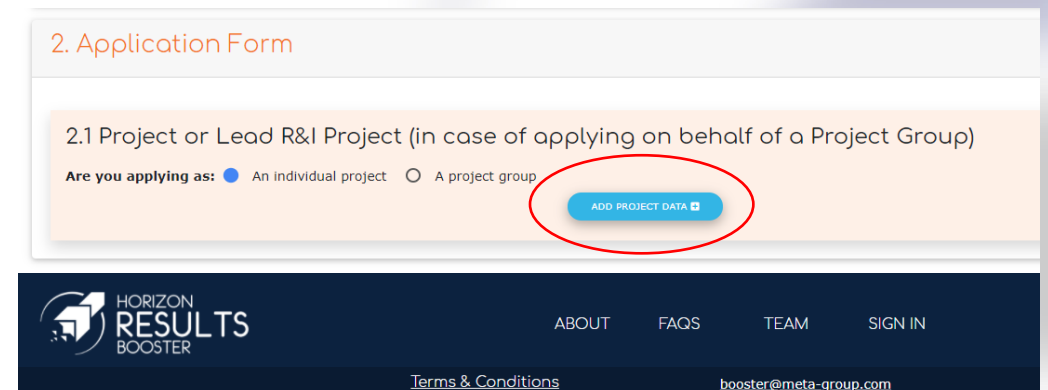 2. Application Form
2.1 Project or Lead R&I Project (in case of applying on behalf of a Project Group)
Are you applying as: An individual project A project group
ADD PROJECT DATA
HORIZON
RESULTS
BOOSTER
ABOUT FAQS TEAM SIGN IN
Terms & Conditions booster@meta-group.com